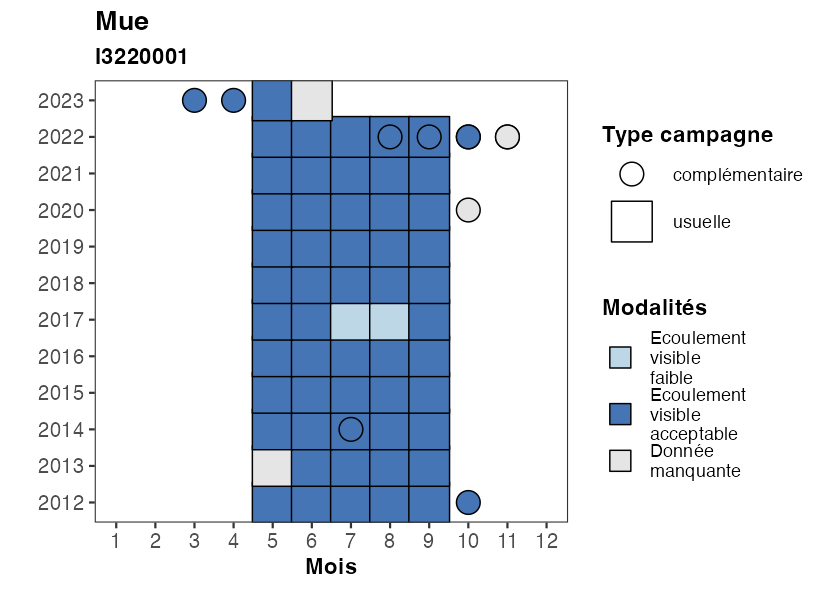 Mue
I3220001
2023
2022
2021
2020
2019
2018
2017
2016
2015
2014
2013
2012
1 2 3 4 5 6 7 8 9 10 11 12
Mois
Type campagne
complémentaire
usuelle
Modalités
Ecoulement
visible
faible
Ecoulement
visible
acceptable
Donnée
manquante